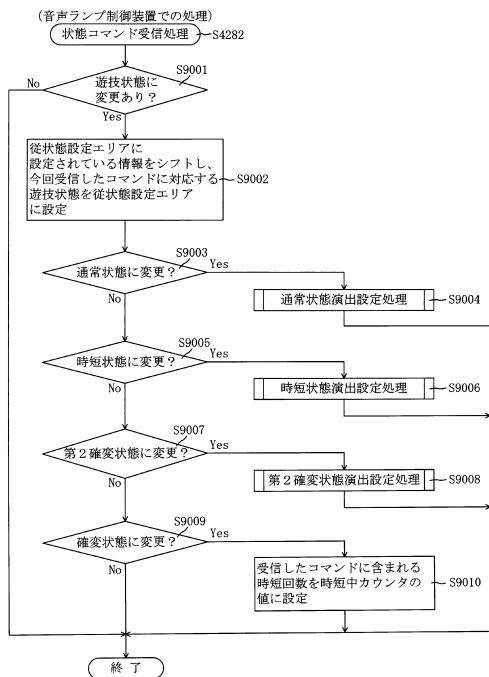 (音声ランプ制御装置での処理)
状態コマンド受信処理
S4282
S9001
遊技状態に
変更あり?
No
Yes
従状態設定エリアに
設定されている情報をシフトし、
今回受信したコマンドに対応する
遊技状態を従状態設定エリア
に設定
S9002
S9003
通常状態に変更?
Yes
No
通常状態演出設定処理
S9004
S9005
時短状態に変更?
Yes
No
時短状態演出設定処理
S9006
S9007
第2確変状態に変更?
Yes
No
第2確変状態演出設定処理
S9008
S9009
確変状態に変更?
Yes
No
受信したコマンドに含まれる
時短回数を時短中カウンタの
値に設定
S9010
終了